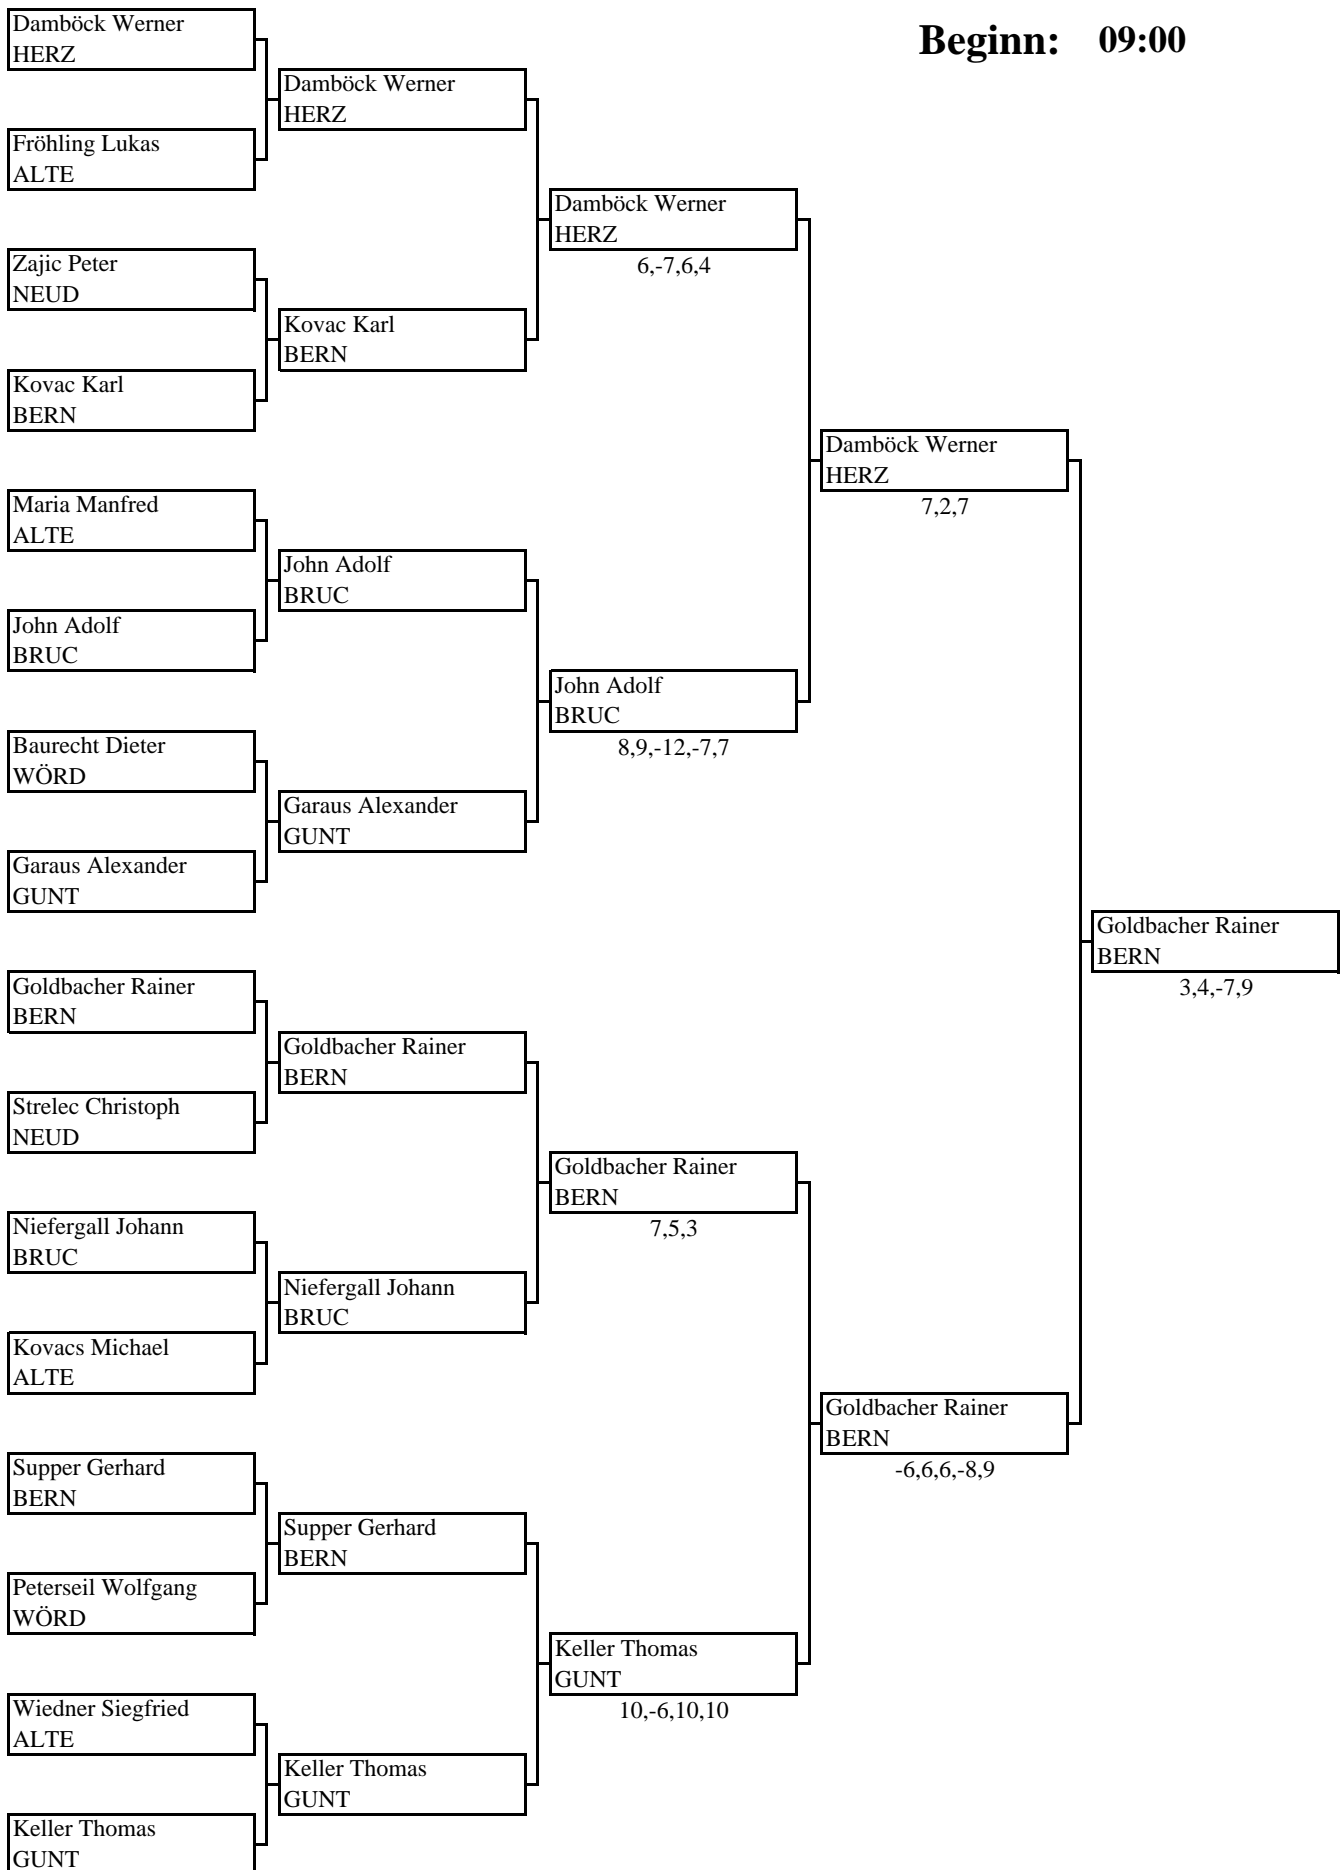 Beginn: 09:00
Damböck Werner
HERZ
Fröhling Lukas
ALTE
Zajic Peter
NEUD
Kovac Karl
BERN
Maria Manfred
ALTE
John Adolf
BRUC
Baurecht Dieter
WÖRD
Garaus Alexander
GUNT
Goldbacher Rainer
BERN
Strelec Christoph
NEUD
Niefergall Johann
BRUC
Kovacs Michael
ALTE
Supper Gerhard
BERN
Peterseil Wolfgang
WÖRD
Wiedner Siegfried
ALTE
Keller Thomas
GUNT
Damböck Werner
HERZ
Kovac Karl
BERN
John Adolf
BRUC
Garaus Alexander
GUNT
Goldbacher Rainer
BERN
Niefergall Johann
BRUC
Supper Gerhard
BERN
Keller Thomas
GUNT
Damböck Werner
HERZ
6,-7,6,4
John Adolf
BRUC
8,9,-12,-7,7
Goldbacher Rainer
BERN
7,5,3
Keller Thomas
GUNT
10,-6,10,10
Damböck Werner
HERZ
7,2,7
Goldbacher Rainer
BERN
-6,6,6,-8,9
Goldbacher Rainer
BERN
3,4,-7,9